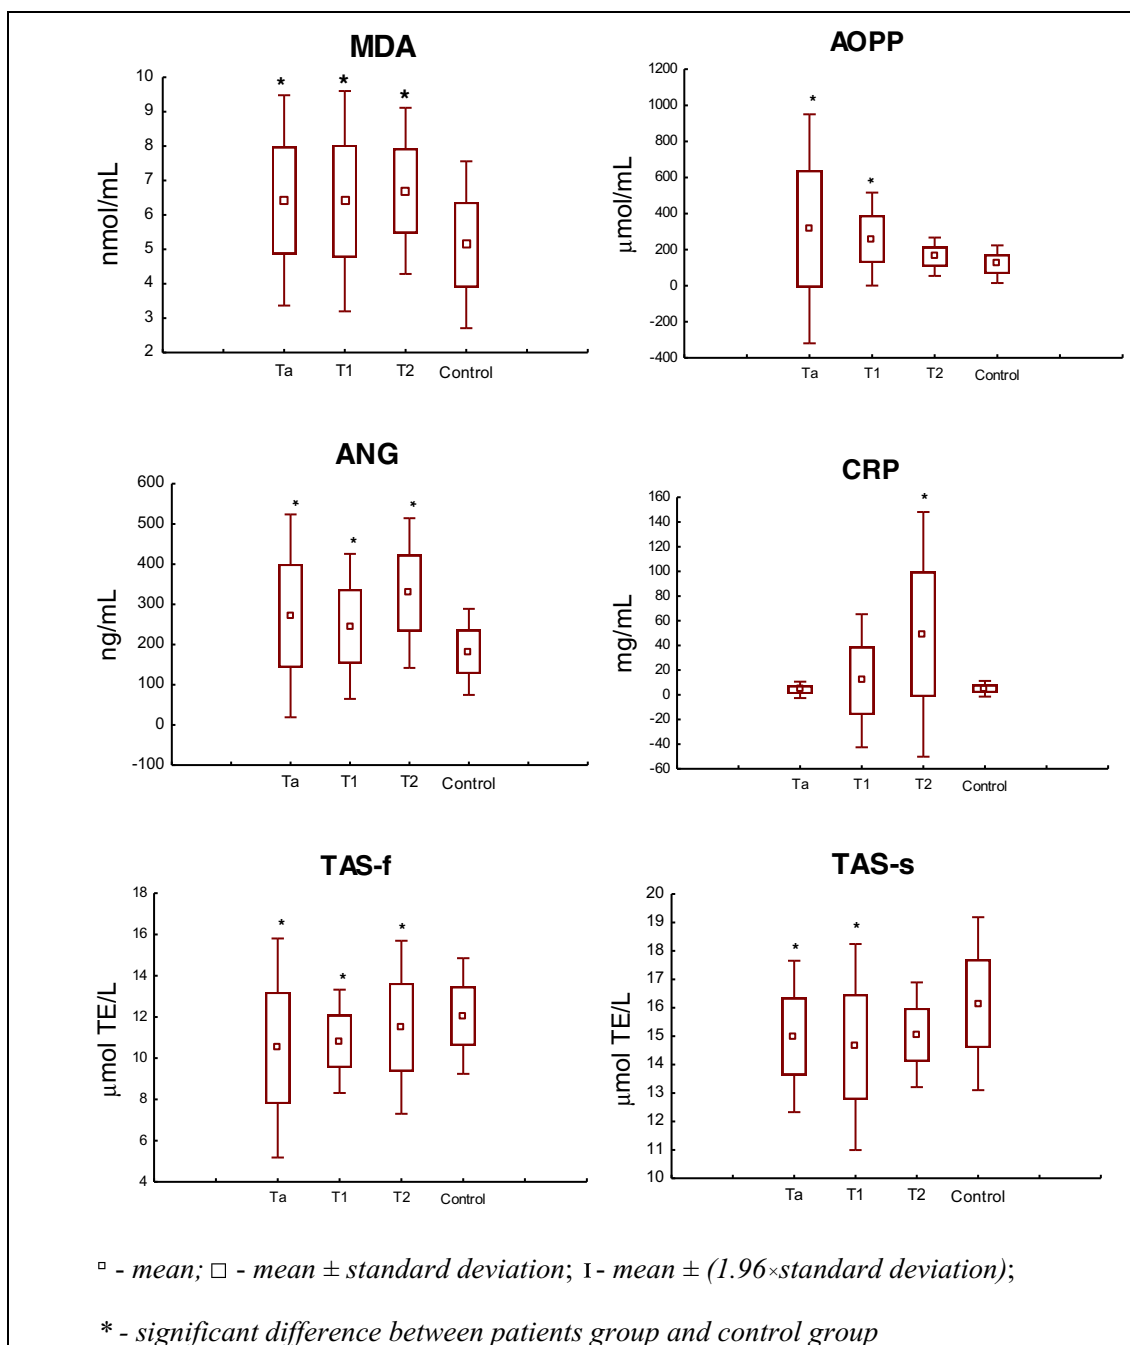 MDA
nmol/mL
10
9
8
7
6
5
4
3
2
* * *
Ta T1 T2 Control
AOPP
μmol/mL
1200
1000
800
600
400
200
0
-200
-400
* *
Ta T1 T2 Control
ANG
ng/mL
600
500
400
300
200
100
0
-100
* * *
Ta T1 T2 Control
CRP
mg/mL
160
140
120
100
80
60
40
20
0
-20
-40
-60
*
Ta T1 T2 Control
TAS-f
μmol TE/L
18
16
14
12
10
8
6
4
* * *
Ta T1 T2 Control
TAS-s
μmol TE/L
20
19
18
17
16
15
14
13
12
11
10
* *
Ta T1 T2 Control
▫ - mean; □ - mean ± standard deviation; I - mean ± (1.96×standard deviation);
* - significant difference between patients group and control group